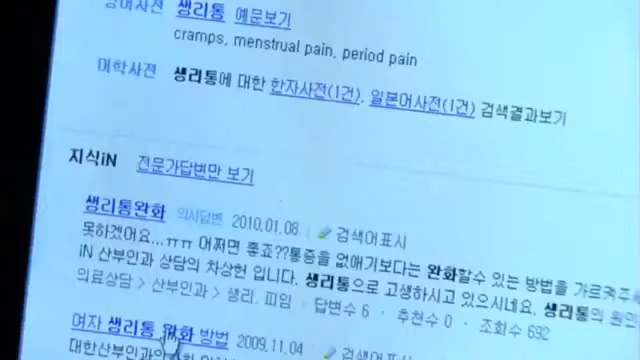 생리통 예문보기
cramps, menstrual pain, period pain
어학사전 생리통에 대한 한자사전(1건), 일본어사전(1건) 검색결과보기
지식iN 전문가답변만 보기
생리통완화 의사답변 2010.01.08 검색어표시
못하겠어요...ㅠㅠ 어쩌면 좋죠??통증을 없애기보다는 완화할수 있는 방법을 가르켜주세
iN 산부인과 상담의 차상현 입니다. 생리통으로 고생하시고 있으시네요. 생리통의 원
의료상담 > 산부인과 > 생리, 피임 · 답변수 6 · 추천수 0 · 조회수 692
여자 생리통 완화 방법 2009.11.04 검색어표시
대한산부인과